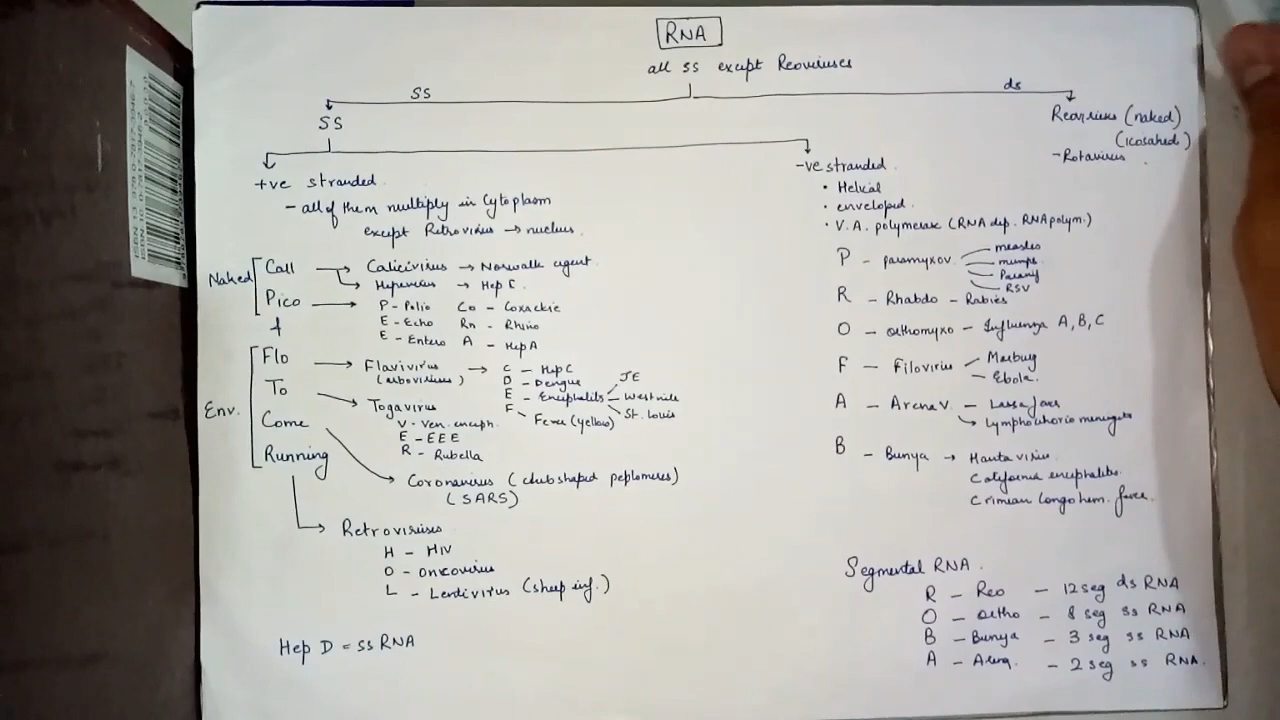 RNA
all ss except Reoviruses
SS
ds
SS
Reovirus (naked)
(icosahed.)
- Rotavirus
+ve stranded
- all of them multiply in Cytoplasm
except Retrovirus → nucleus.
-ve stranded
• Helical
• enveloped.
• V.A. polymerase (RNA dep. RNA polym.)
Naked
Call → Calicivirus → Norwalk agent.
→ Hepevirus → Hep C.
Pico → P - Polio Co - Coxackie
E - Echo Rn - Rhino
E - Entero A - Hep A
+
Env.
Flo → Flavivirus → C - Hep C
(arboviruses) D - Dengue
E - Encephalitis JE
West nile
St. Louis
F - Fever (yellow)
To → Togavirus
V - Ven. enceph.
E - EEE
R - Rubella
Come
Coronavirus (club shaped peplomeres)
(SARS)
Running
Retroviruses
H - HIV
O - oncovirus
L - Lentivirus (sheep inf.)
Hep D = ss RNA
P - paramyxov. measles
mumps
RSV
R - Rhabdo - Rabies
O - orthomyxo - Influenza A, B, C
F - Filovirus Marburg
Ebola.
A - Arenav. - Lassa
→ Lymphochorio
B - Bunya → Hanta virus
California encephalitis.
Crimean Congo hem. fever.
Segmental RNA.
R - Reo - 12 seg ds RNA
O - Ortho - 8 seg ss RNA
B - Bunya - 3 seg ss RNA
A - Arena. - 2 seg ss RNA.